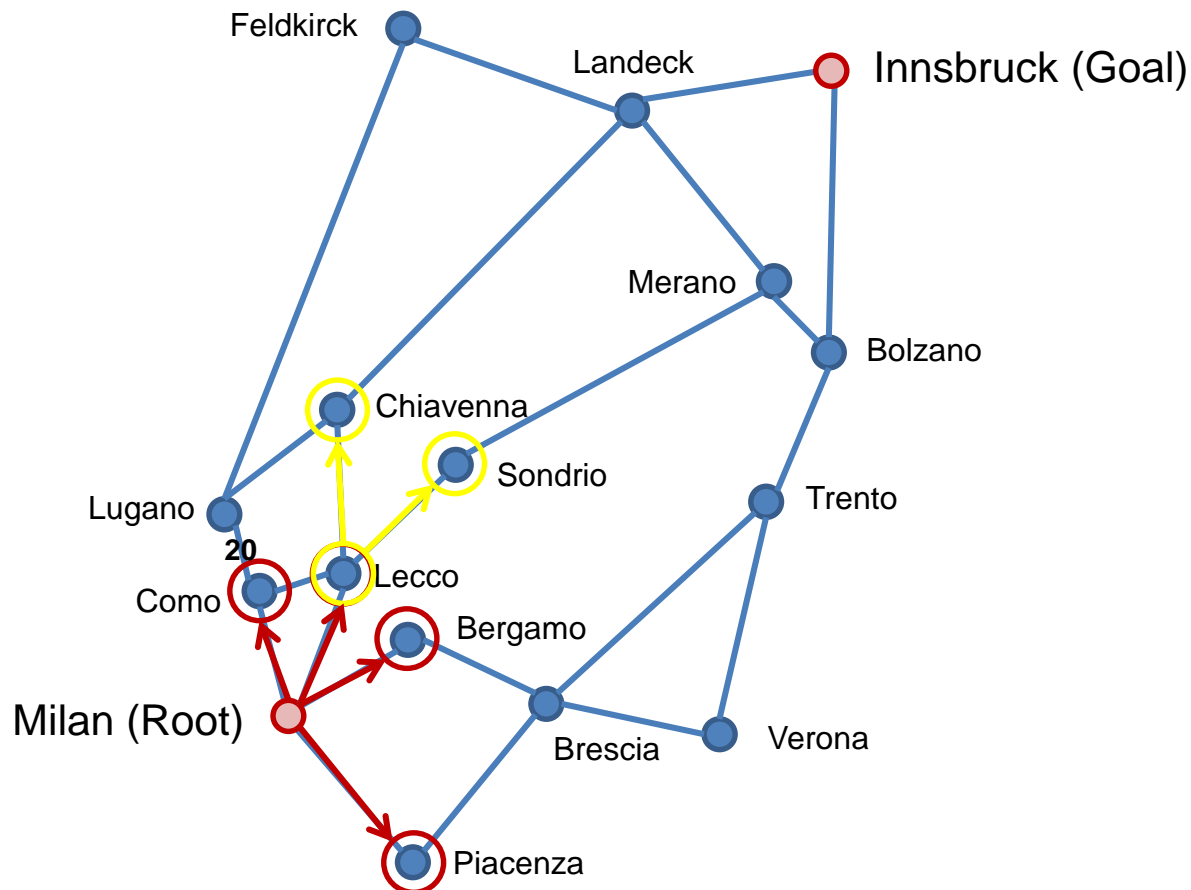 Feldkirck
Landeck
Innsbruck (Goal)
Merano
Bolzano
Chiavenna
Sondrio
Trento
Lugano
20
Lecco
Como
Bergamo
Milan (Root)
Brescia
Verona
Piacenza